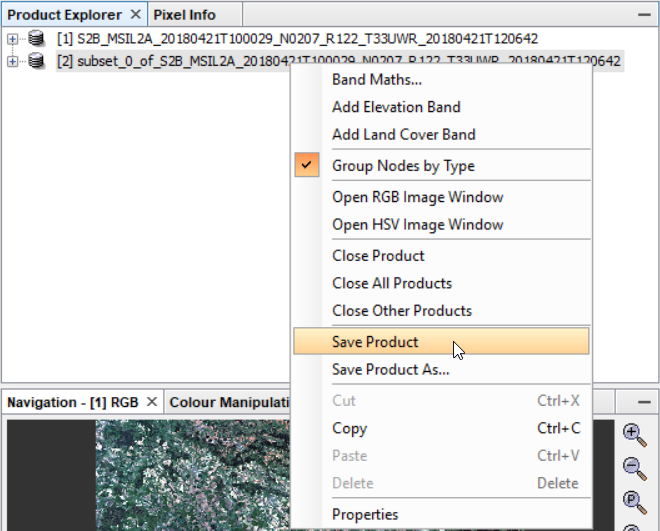 Product Explorer × Pixel Info
[1] S2B_MSIL2A_20180421T100029_N0207_R122_T33UWR_20180421T120642
[2] subset_0_of_S2B_MSIL2A_20180421T100029_N0207_R122_T33UWR_20180421T120642
Band Maths...
Add Elevation Band
Add Land Cover Band
Group Nodes by Type
Open RGB Image Window
Open HSV Image Window
Close Product
Close All Products
Close Other Products
Save Product
Save Product As...
Navigation - [1] RGB × Colour Manipulati
Cut Ctrl+X
Copy Ctrl+C
Paste Ctrl+V
Delete Delete
Properties